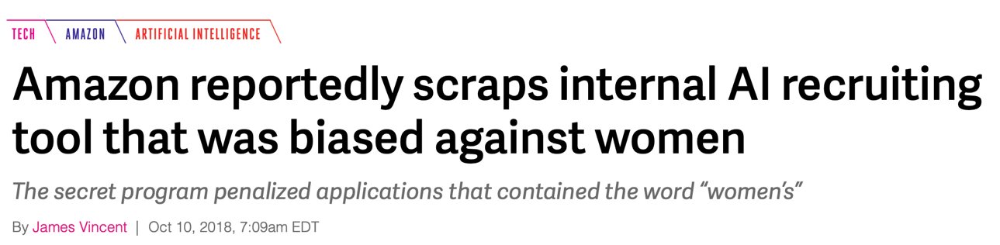 TECH AMAZON ARTIFICIAL INTELLIGENCE
Amazon reportedly scraps internal AI recruiting
tool that was biased against women
The secret program penalized applications that contained the word “women’s”
By James Vincent | Oct 10, 2018, 7:09am EDT